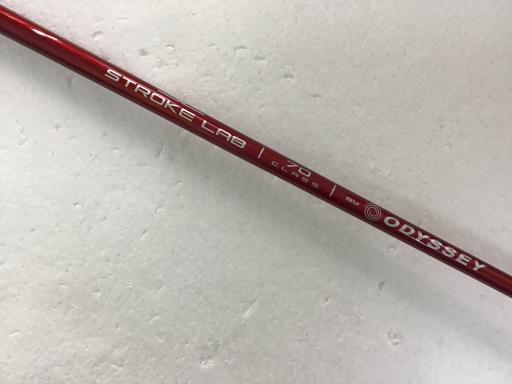 STROKE LAB | 70 CLASS | BY ODYSSEY